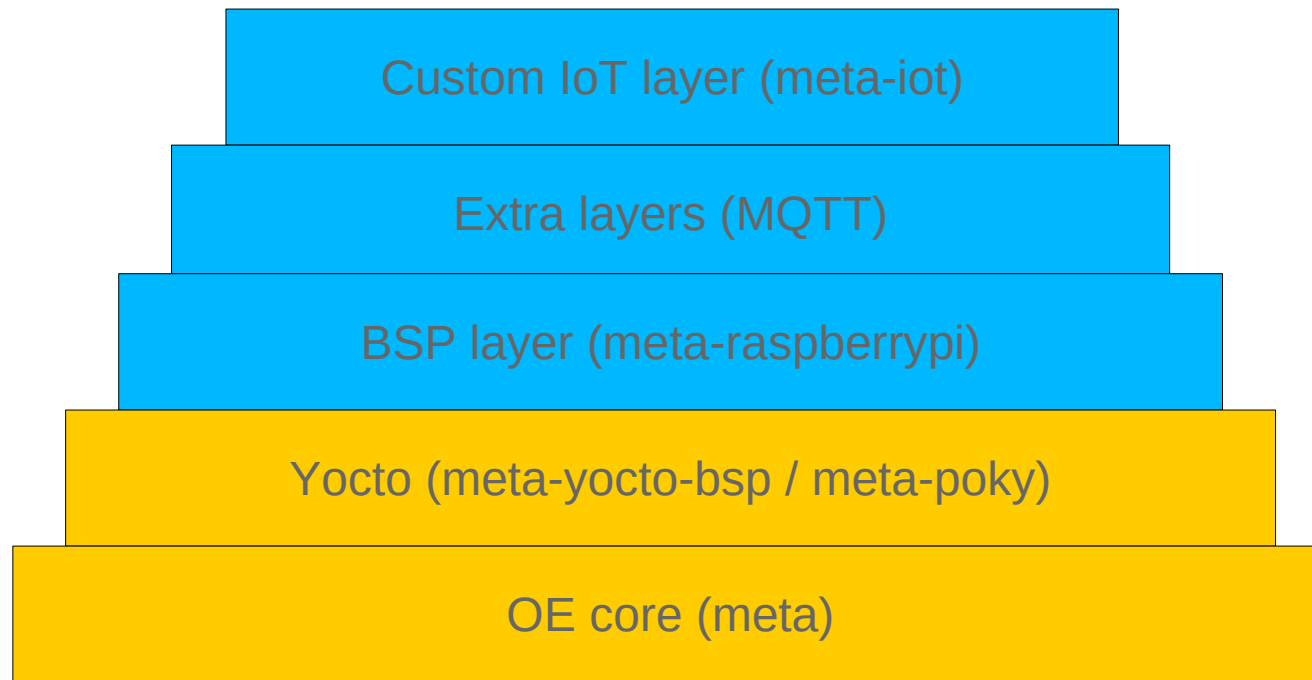 Custom IoT layer (meta-iot)
Extra layers (MQTT)
BSP layer (meta-raspberrypi)
Yocto (meta-yocto-bsp / meta-poky)
OE core (meta)